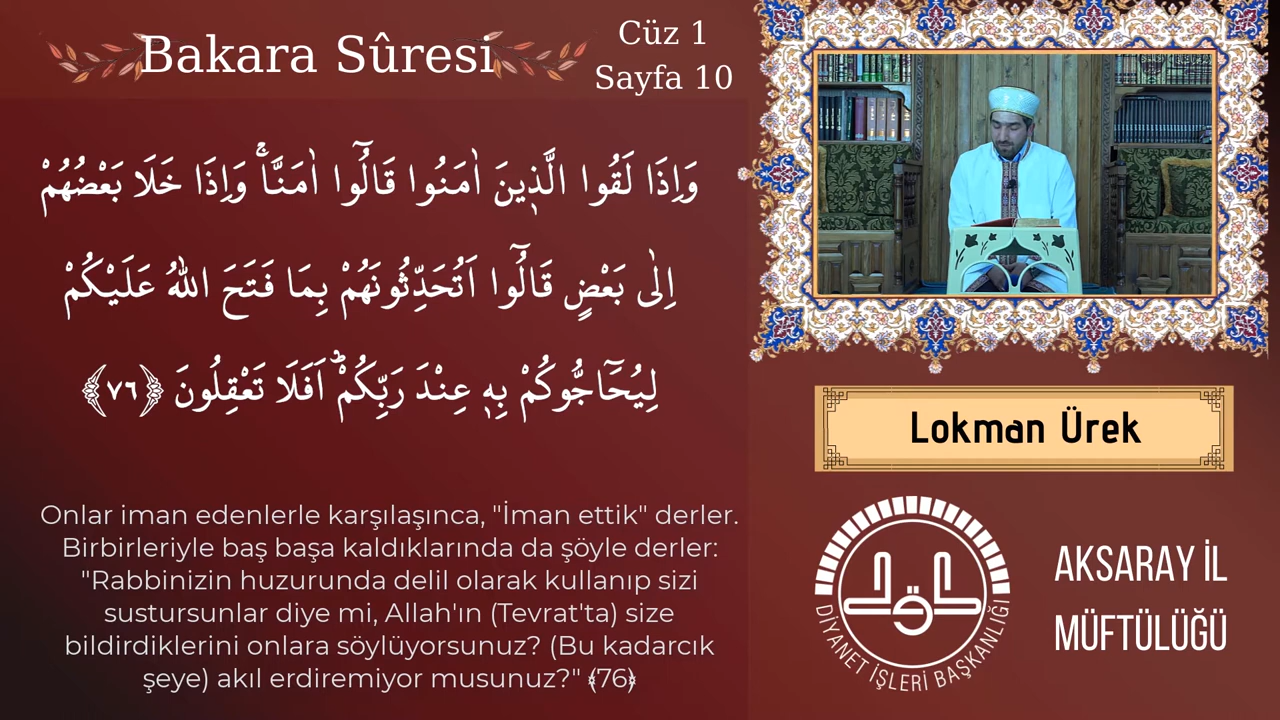 Bakara Sûresi
Cüz 1
Sayfa 10
وَاِذَا لَقُوا الَّذ۪ينَ اٰمَنُوا قَالُٓوا اٰمَنَّاۚ وَاِذَا خَلَا بَعْضُهُمْ
اِلٰى بَعْضٍ قَالُٓوا اَتُحَدِّثُونَهُمْ بِمَا فَتَحَ اللّٰهُ عَلَيْكُمْ
لِيُحَٓاجُّوكُمْ بِه۪ عِنْدَ رَبِّكُمْۜ اَفَلَا تَعْقِلُونَ ﴿٧٦﴾
Onlar iman edenlerle karşılaşınca, "İman ettik" derler.
Birbirleriyle baş başa kaldıklarında da şöyle derler:
"Rabbinizin huzurunda delil olarak kullanıp sizi
sustursunlar diye mi, Allah'ın (Tevrat'ta) size
bildirdiklerini onlara söylüyorsunuz? (Bu kadarcık
şeye) akıl erdiremiyor musunuz?" ﴾76﴿
Lokman Ürek
DİYANET İŞLERİ BAŞKANLIĞI
AKSARAY İL
MÜFTÜLÜĞÜ